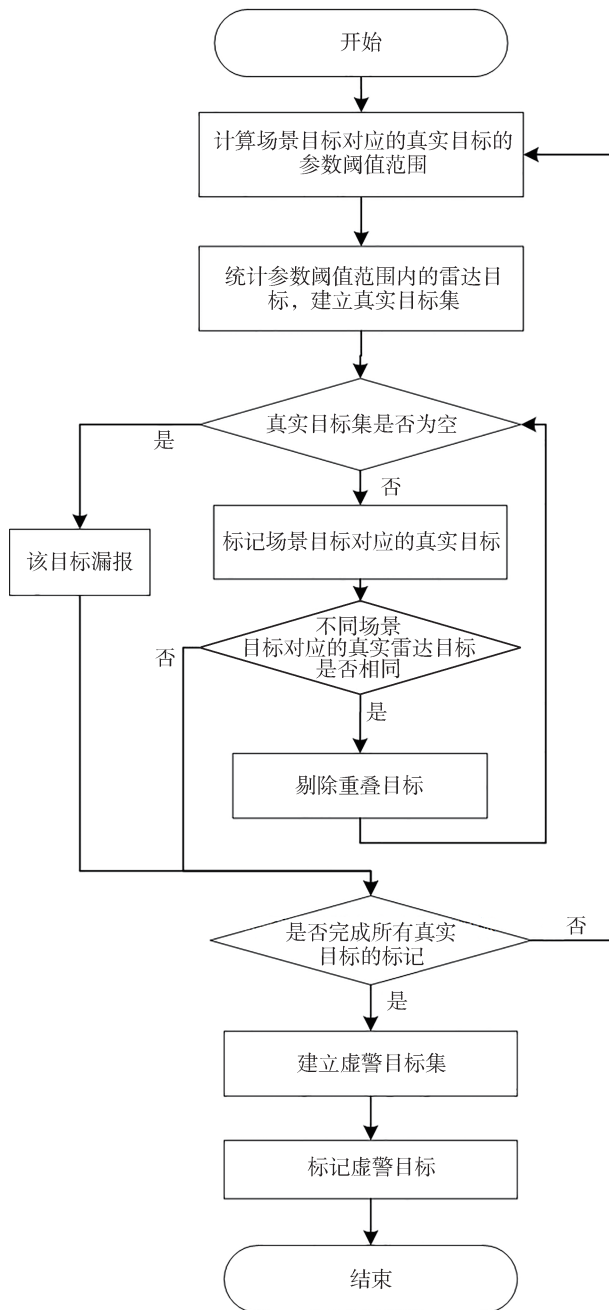 开始
计算场景目标对应的真实目标的
参数阈值范围
统计参数阈值范围内的雷达目
标，建立真实目标集
真实目标集是否为空
是
否
该目标漏报
标记场景目标对应的真实目标
不同场景
目标对应的真实雷达目标
是否相同
否
是
剔除重叠目标
是否完成所有真实
目标的标记
否
是
建立虚警目标集
标记虚警目标
结束